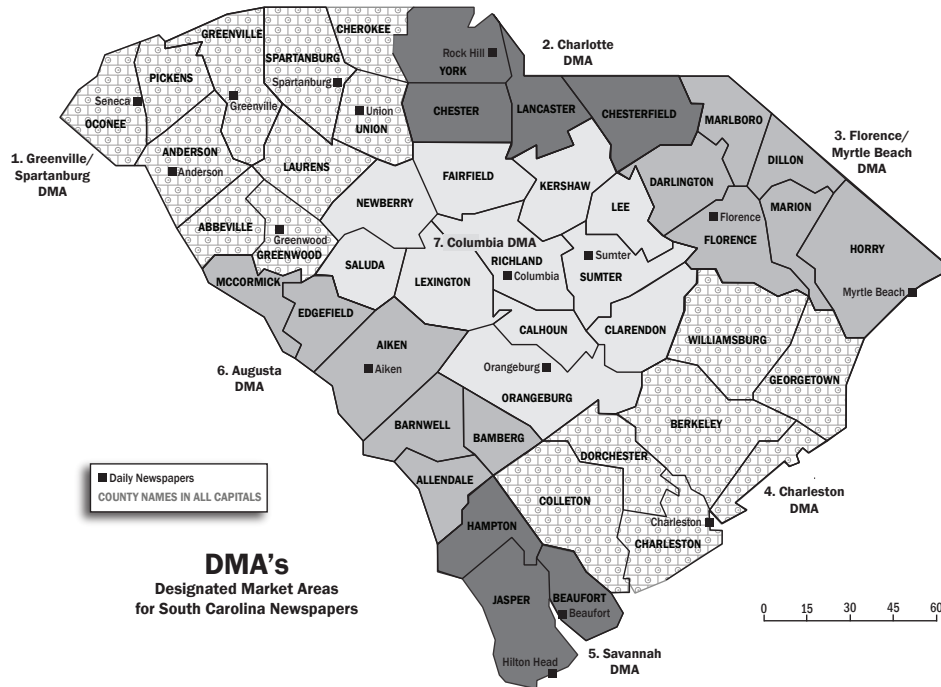 GREENVILLE
CHEROKEE
SPARTANBURG
PICKENS
Spartanburg
Seneca
Greenville
OCONEE
Union
UNION
Rock Hill
YORK
2. Charlotte
DMA
CHESTER
LANCASTER
CHESTERFIELD
MARLBORO
1. Greenville/
Spartanburg
DMA
ANDERSON
Anderson
LAURENS
3. Florence/
Myrtle Beach
DMA
DILLON
FAIRFIELD
KERSHAW
DARLINGTON
LEE
MARION
NEWBERRY
Florence
FLORENCE
ABBEVILLE
Greenwood
GREENWOOD
7. Columbia DMA
RICHLAND
Columbia
Sumter
SUMTER
HORRY
SALUDA
LEXINGTON
MCCORMICK
Myrtle Beach
EDGEFIELD
CALHOUN
CLARENDON
WILLIAMSBURG
AIKEN
Aiken
6. Augusta
DMA
Orangeburg
ORANGEBURG
GEORGETOWN
BARNWELL
BAMBERG
BERKELEY
DORCHESTER
ALLENDALE
COLLETON
4. Charleston
DMA
Charleston
CHARLESTON
HAMPTON
JASPER
BEAUFORT
Beaufort
Hilton Head
5. Savannah
DMA
Daily Newspapers
COUNTY NAMES IN ALL CAPITALS
DMA's
Designated Market Areas
for South Carolina Newspapers
0 15 30 45 60